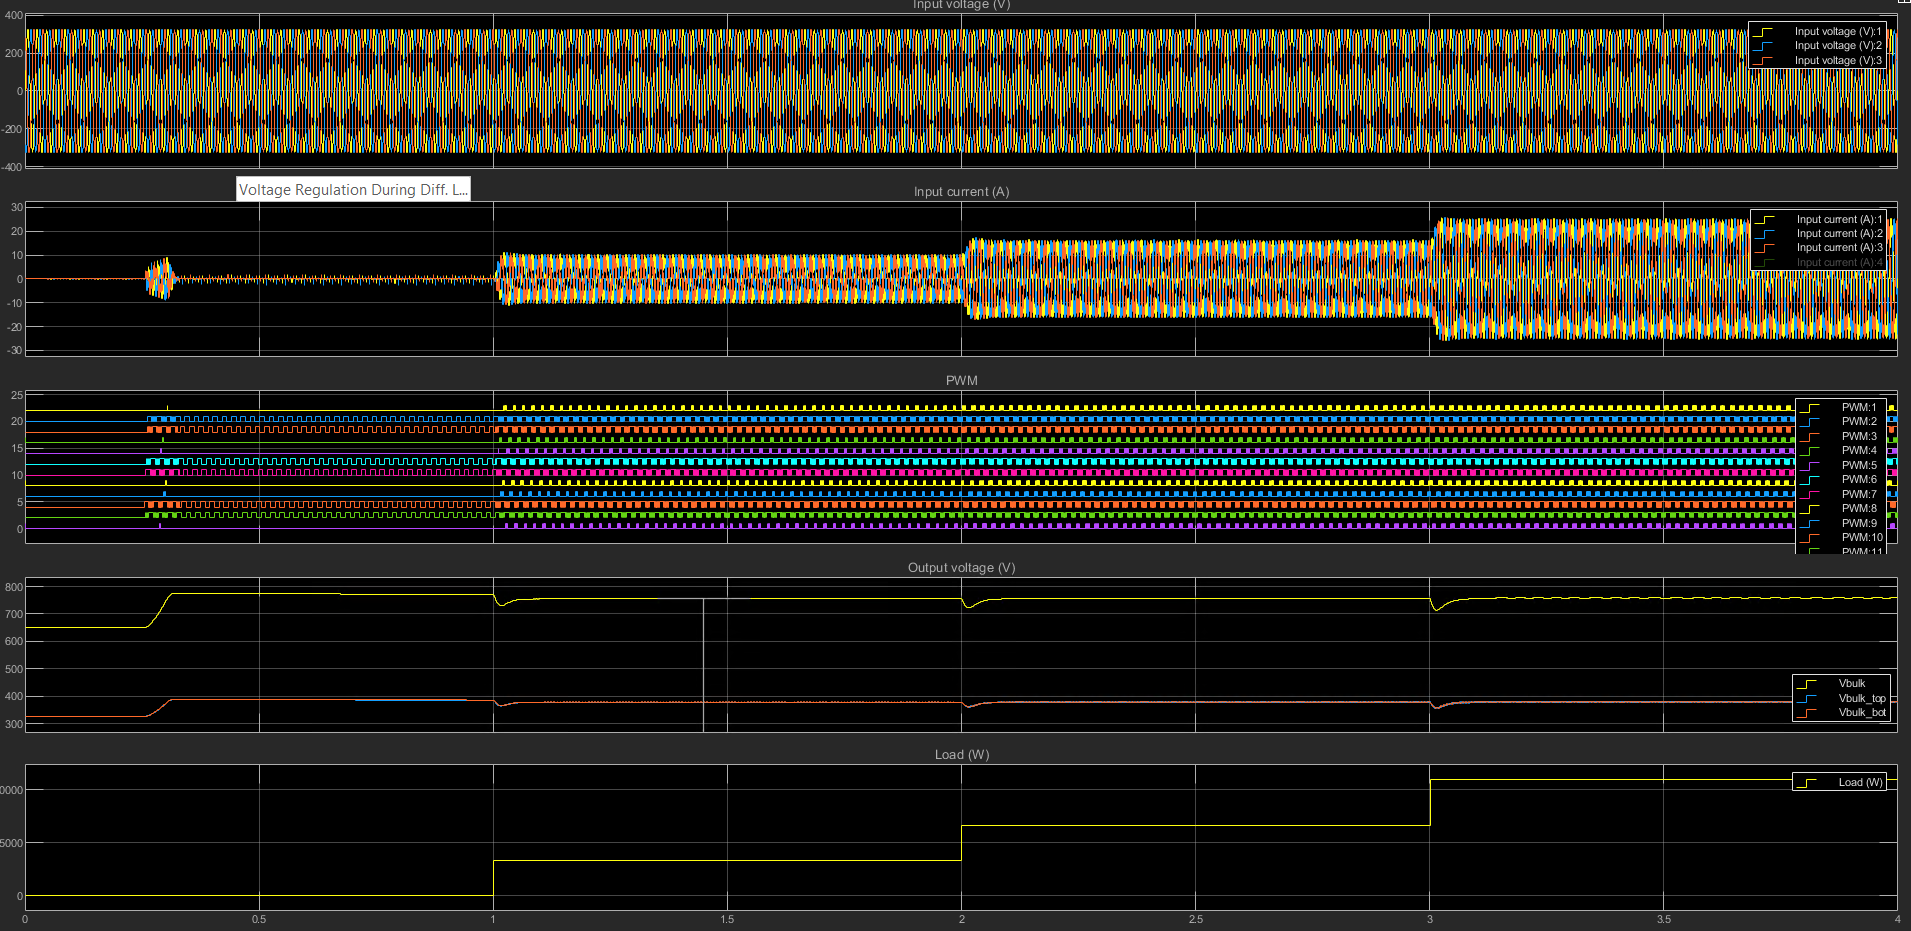 Input voltage (V)
400
200
0
-200
-400
Input voltage (V):1
Input voltage (V):2
Input voltage (V):3
Voltage Regulation During Diff. L...
Input current (A)
30
20
10
0
-10
-20
-30
Input current (A):1
Input current (A):2
Input current (A):3
Input current (A):4
PWM
25
20
15
10
5
0
PWM:1
PWM:2
PWM:3
PWM:4
PWM:5
PWM:6
PWM:7
PWM:8
PWM:9
PWM:10
PWM:11
Output voltage (V)
800
700
600
500
400
300
Vbulk
Vbulk_top
Vbulk_bot
Load (W)
0000
5000
0
Load (W)
0
0.5
1
1.5
2
2.5
3
3.5
4